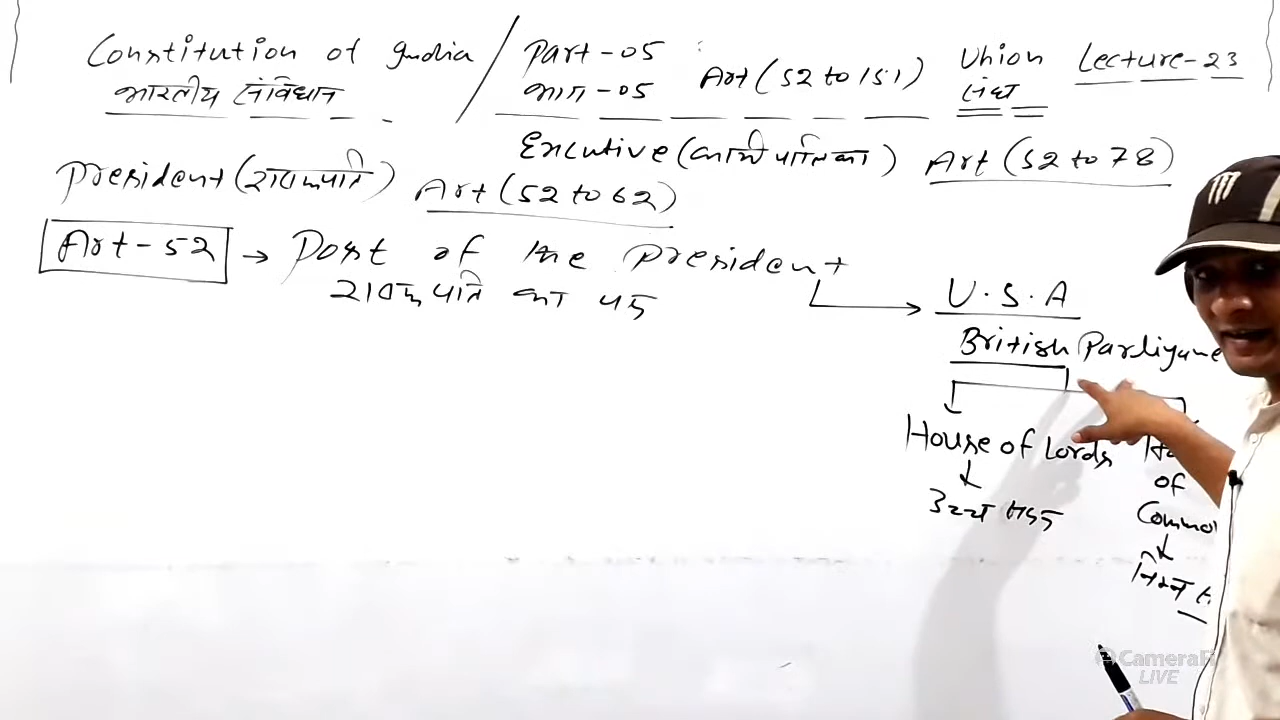 Constitution of India / Part-05 : Art (52 to 151) Union Lecture-23
भारतीय संविधान भाग -05 संघ
Executive (कार्यपालिका) Art (52 to 78)
President (राष्ट्रपति) Art (52 to 62)
Art-52 → Post of the President
राष्ट्रपति का पद
→ U.S.A
British Parliyame
House of Lords
of
Commo
उच्च सदन
निम्न
CameraFi
LIVE